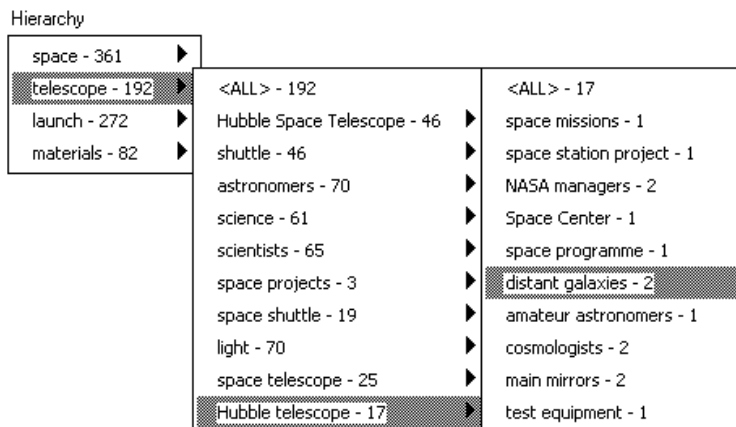 Hierarchy
space - 361
telescope - 192
launch - 272
materials - 82
<ALL> - 192
Hubble Space Telescope - 46
shuttle - 46
astronomers - 70
science - 61
scientists - 65
space projects - 3
space shuttle - 19
light - 70
space telescope - 25
Hubble telescope - 17
<ALL> - 17
space missions - 1
space station project - 1
NASA managers - 2
Space Center - 1
space programme - 1
distant galaxies - 2
amateur astronomers - 1
cosmologists - 2
main mirrors - 2
test equipment - 1